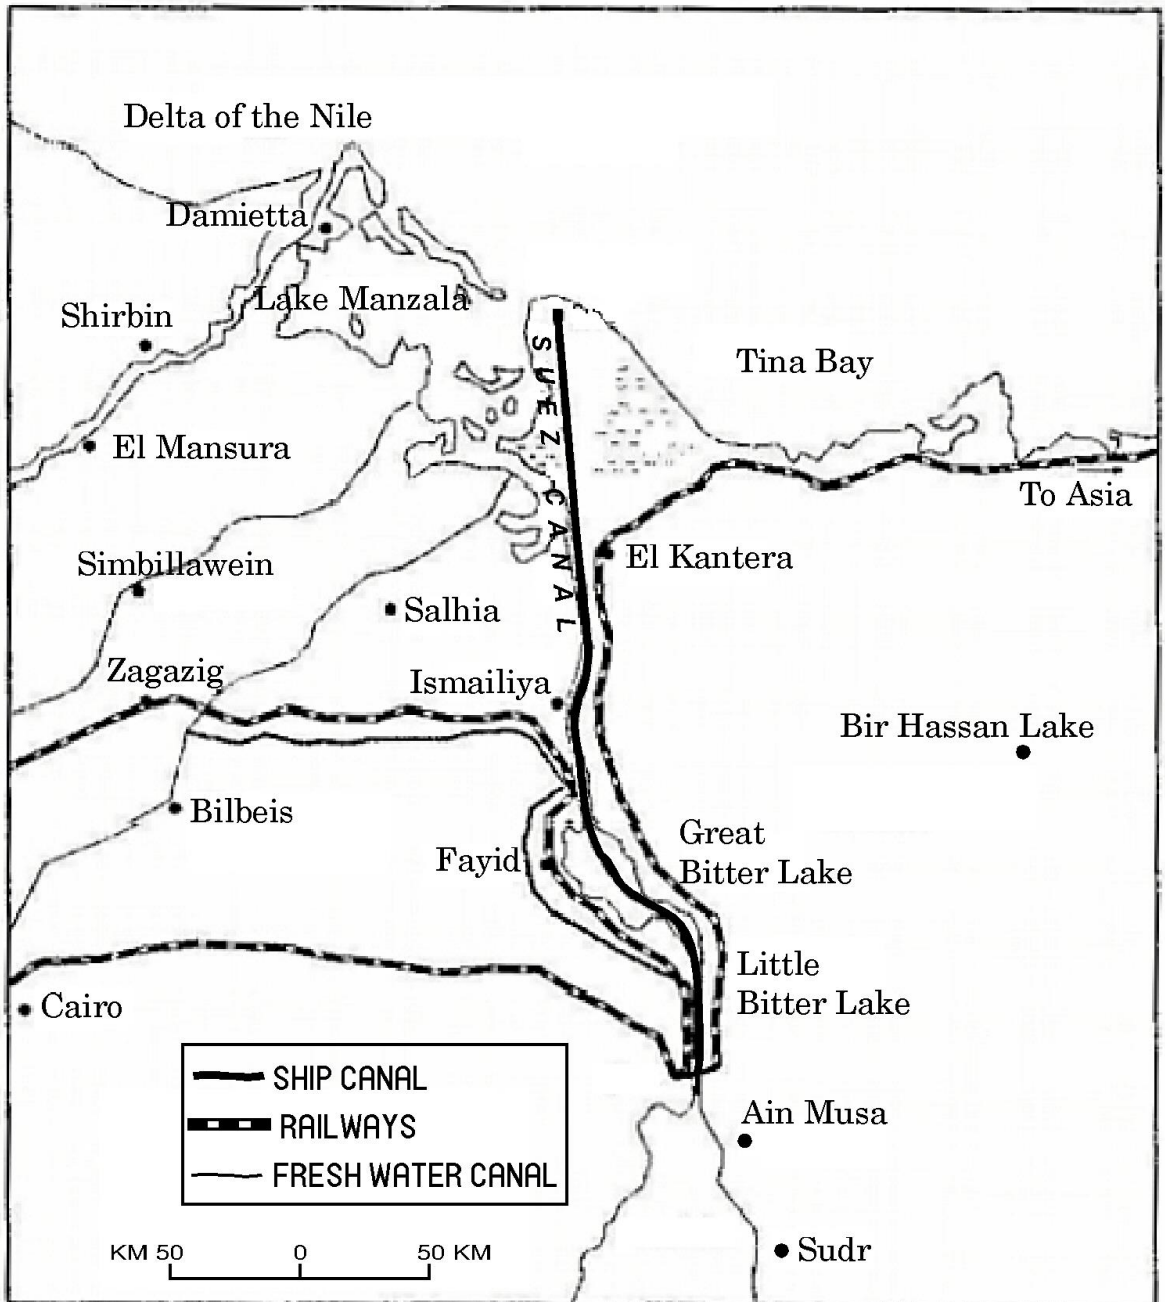 Delta of the Nile
Damietta
Lake Manzala
Shirbin
SUEZ CANAL
Tina Bay
El Mansura
To Asia
El Kantera
Simbillawein
Salhia
Zagazig
Ismailiya
Bir Hassan Lake
Bilbeis
Great
Bitter Lake
Fayid
Little
Bitter Lake
Cairo
SHIP CANAL
RAILWAYS
FRESH WATER CANAL
Ain Musa
KM 50 0 50 KM
Sudr